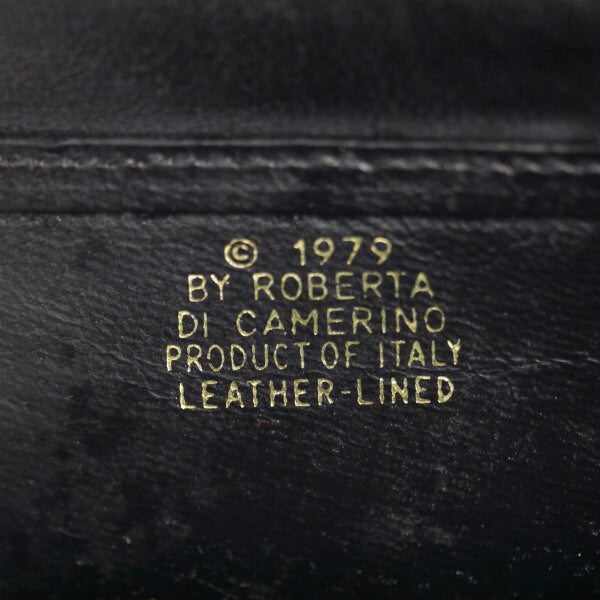 © 1979
BY ROBERTA
DI CAMERINO
PRODUCT OF ITALY
LEATHER-LINED